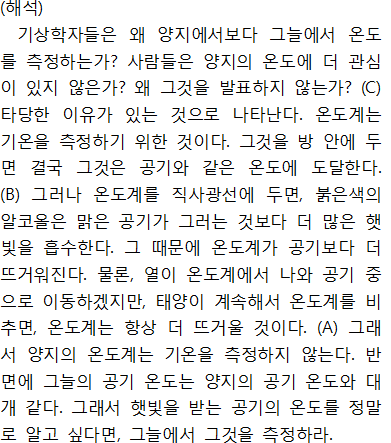 (해석)
기상학자들은 왜 양지에서보다 그늘에서 온도
를 측정하는가? 사람들은 양지의 온도에 더 관심
이 있지 않은가? 왜 그것을 발표하지 않는가? (C)
타당한 이유가 있는 것으로 나타난다. 온도계는
기온을 측정하기 위한 것이다. 그것을 방 안에 두
면 결국 그것은 공기와 같은 온도에 도달한다.
(B) 그러나 온도계를 직사광선에 두면, 붉은색의
알코올은 맑은 공기가 그러는 것보다 더 많은 햇
빛을 흡수한다. 그 때문에 온도계가 공기보다 더
뜨거워진다. 물론, 열이 온도계에서 나와 공기 중
으로 이동하겠지만, 태양이 계속해서 온도계를 비
추면, 온도계는 항상 더 뜨거울 것이다. (A) 그래
서 양지의 온도계는 기온을 측정하지 않는다. 반
면에 그늘의 공기 온도는 양지의 공기 온도와 대
개 같다. 그래서 햇빛을 받는 공기의 온도를 정말
로 알고 싶다면, 그늘에서 그것을 측정하라.